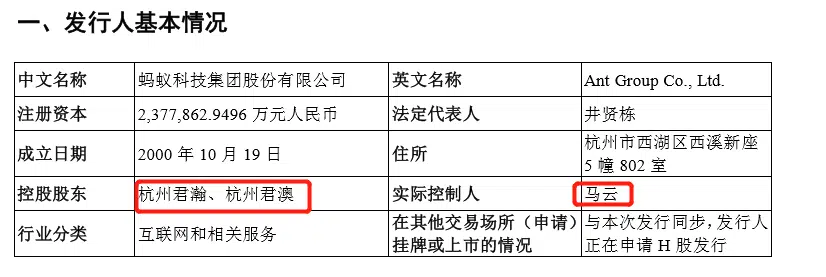 一、发行人基本情况
中文名称 蚂蚁科技集团股份有限公司 英文名称 Ant Group Co., Ltd.
注册资本 2,377,862.9496 万元人民币 法定代表人 井贤栋
成立日期 2000 年 10 月 19 日 住所 杭州市西湖区西溪新座
5 幢 802 室
控股股东 杭州君瀚、杭州君澳 实际控制人 马云
行业分类 互联网和相关服务 在其他交易场所（申请）
挂牌或上市的情况 与本次发行同步，发行人
正在申请 H 股发行